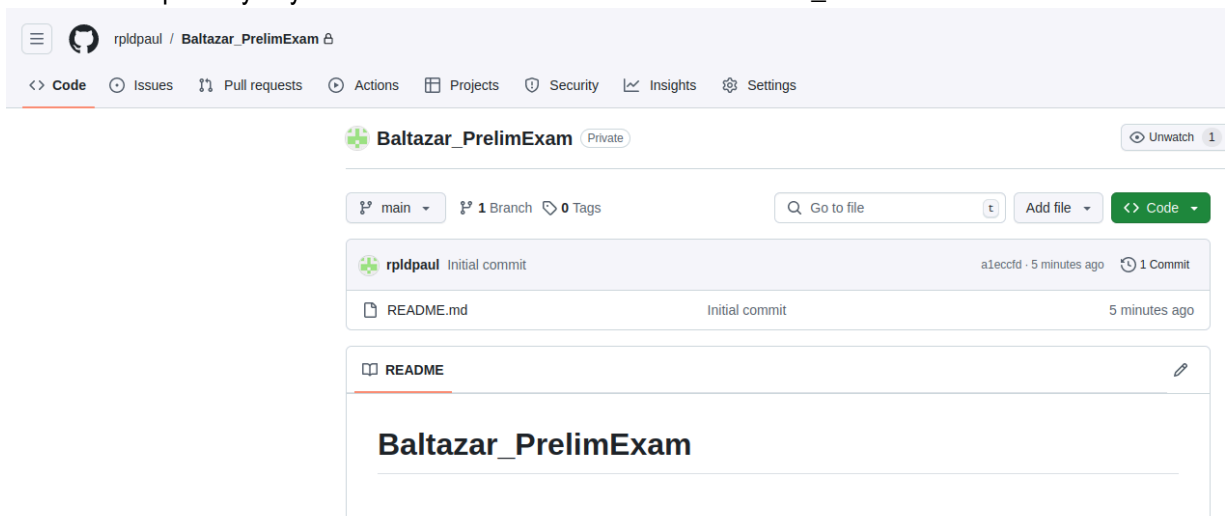 rpldpaul / Baltazar_PrelimExam
Code Issues Pull requests Actions Projects Security Insights Settings
Baltazar_PrelimExam Private Unwatch 1
main 1 Branch 0 Tags Go to file t Add file Code
rpldpaul Initial commit a1eccfd · 5 minutes ago 1 Commit
README.md Initial commit 5 minutes ago
README
Baltazar_PrelimExam